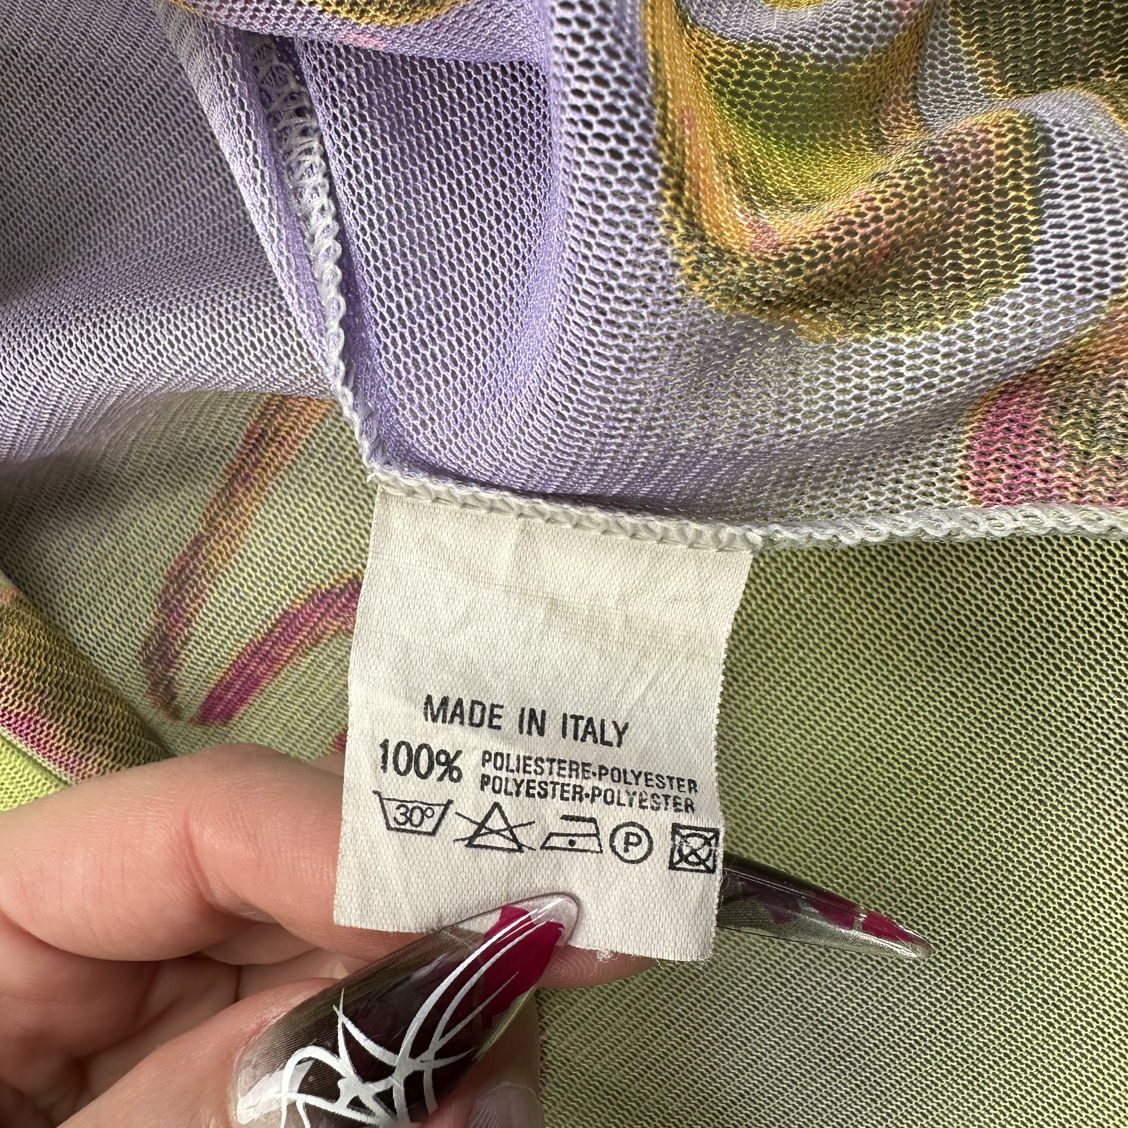 MADE IN ITALY
100% POLIESTERE•POLYESTER
POLYESTER•POLYESTER
30° P